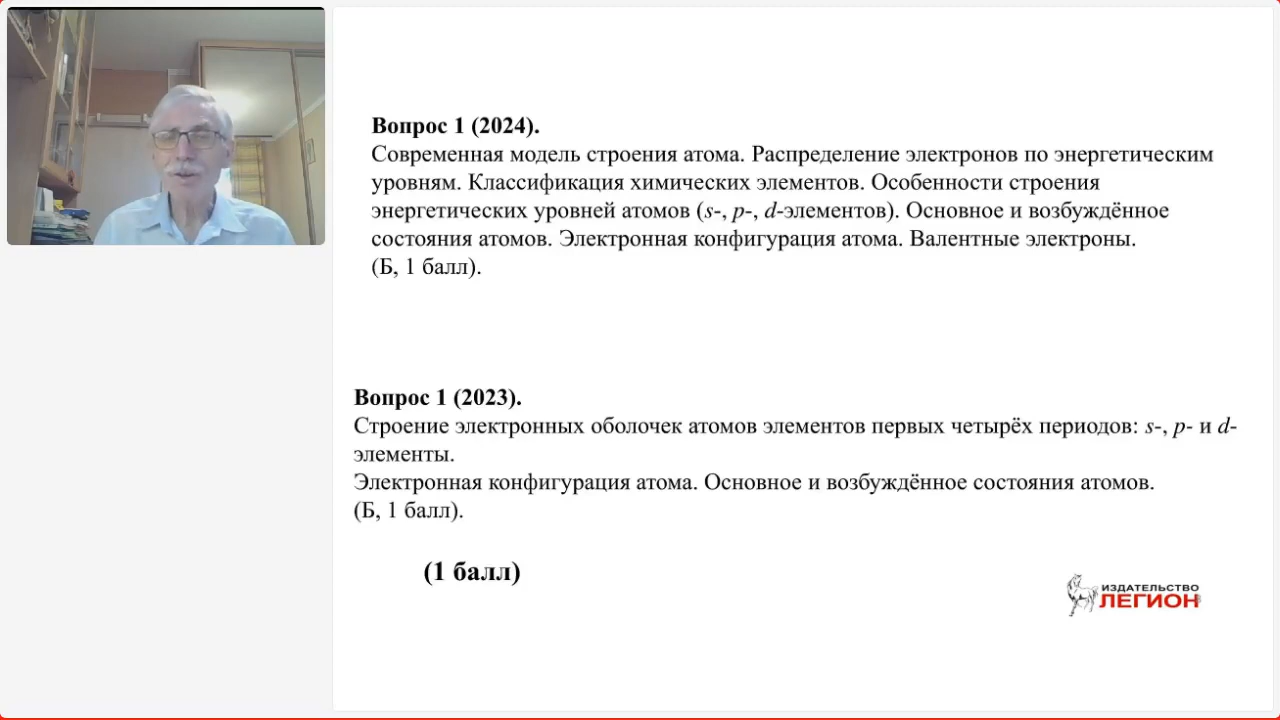 Вопрос 1 (2024).
Современная модель строения атома. Распределение электронов по энергетическим
уровням. Классификация химических элементов. Особенности строения
энергетических уровней атомов (s-, p-, d-элементов). Основное и возбуждённое
состояния атомов. Электронная конфигурация атома. Валентные электроны.
(Б, 1 балл).
Вопрос 1 (2023).
Строение электронных оболочек атомов элементов первых четырёх периодов: s-, p- и d-
элементы.
Электронная конфигурация атома. Основное и возбуждённое состояния атомов.
(Б, 1 балл).
(1 балл)
ИЗДАТЕЛЬСТВО
ЛЕГИОН